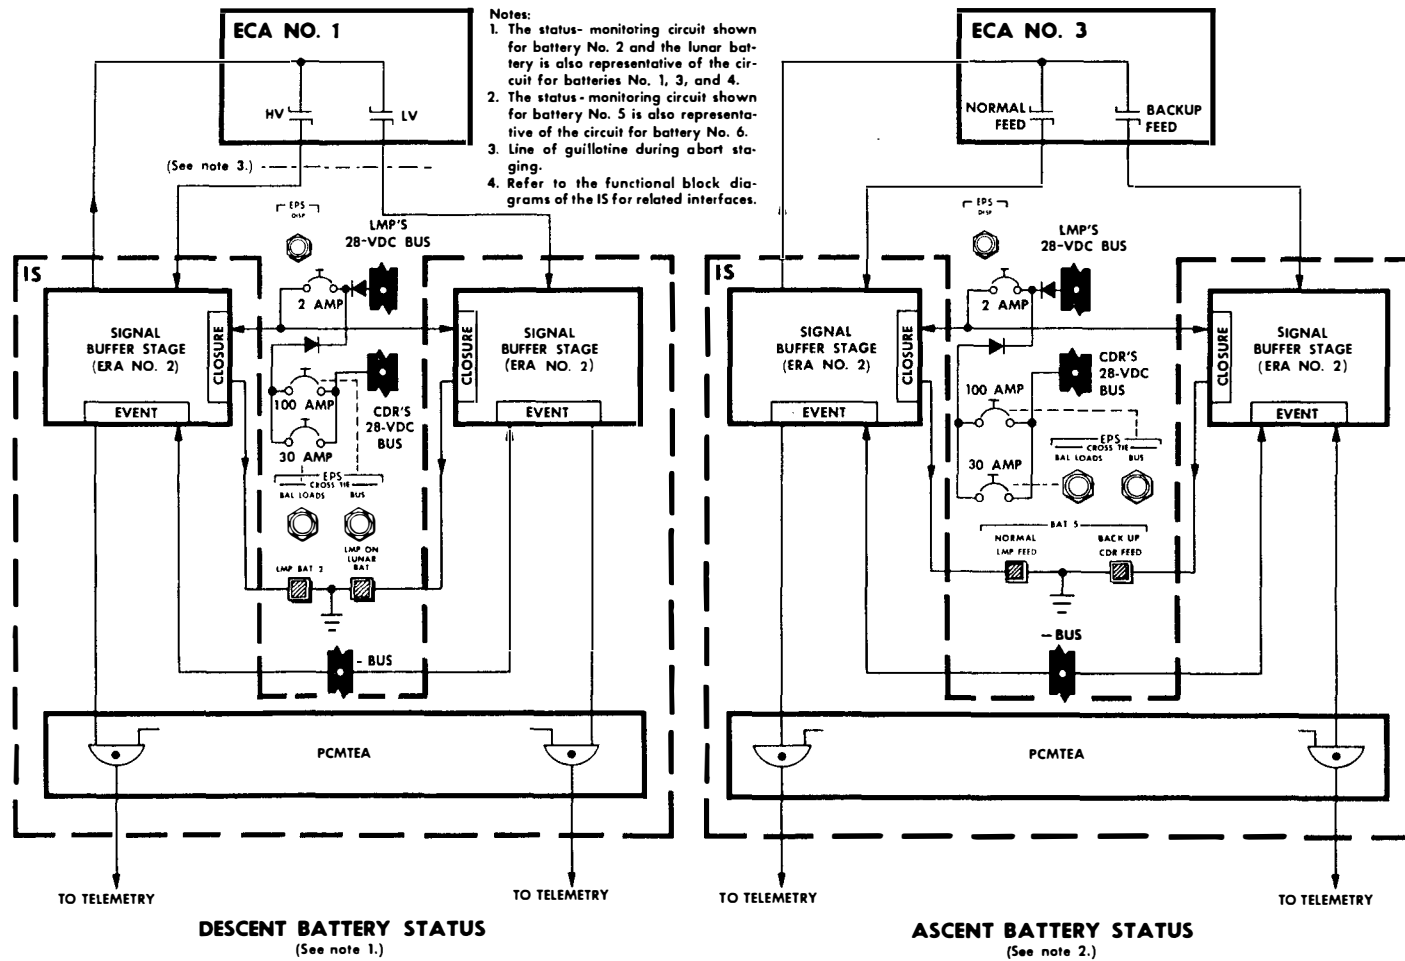 ECA NO. 1
HV
LV
(See note 3.)
Notes:
1. The status- monitoring circuit shown
for battery No. 2 and the lunar bat-
tery is also representative of the cir-
cuit for batteries No. 1, 3, and 4.
2. The status - monitoring circuit shown
for battery No. 5 is also representa-
tive of the circuit for battery No. 6.
3. Line of guillotine during abort sta-
ging.
4. Refer to the functional block dia-
grams of the IS for related interfaces.
ECA NO. 3
NORMAL
FEED
BACKUP
FEED
IS
EPS
DISP
LMP'S
28-VDC BUS
2 AMP
SIGNAL
BUFFER STAGE
(ERA NO. 2)
CLOSURE
EVENT
CLOSURE
SIGNAL
BUFFER STAGE
(ERA NO. 2)
EVENT
100 AMP
CDR'S
28-VDC
BUS
30 AMP
EPS
CROSS TIE
BAL LOADS
BUS
LMP BAT 2
LMP ON
LUNAR
BAT
- BUS
PCMTEA
TO TELEMETRY
TO TELEMETRY
DESCENT BATTERY STATUS
(See note 1.)
IS
EPS
DISP
LMP'S
28-VDC BUS
2 AMP
SIGNAL
BUFFER STAGE
(ERA NO. 2)
CLOSURE
EVENT
CLOSURE
SIGNAL
BUFFER STAGE
(ERA NO. 2)
EVENT
CDR'S
28-VDC
BUS
100 AMP
30 AMP
EPS
CROSS TIE
BAL LOADS
BUS
BAT 5
NORMAL
LMP FEED
BACK UP
CDR FEED
- BUS
PCMTEA
TO TELEMETRY
TO TELEMETRY
ASCENT BATTERY STATUS
(See note 2.)